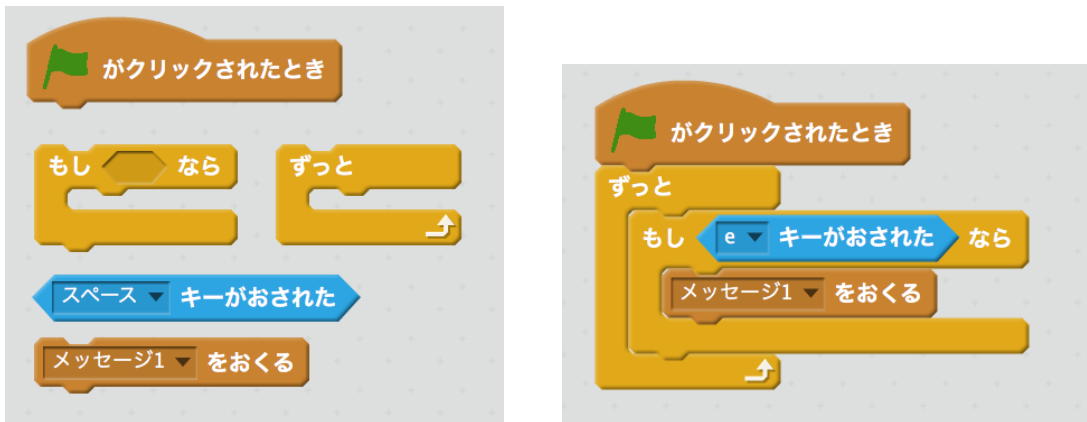 がクリックされたとき
もし なら
ずっと
スペース キーがおされた
メッセージ1 をおくる
がクリックされたとき
ずっと
もし e キーがおされた なら
メッセージ1 をおくる